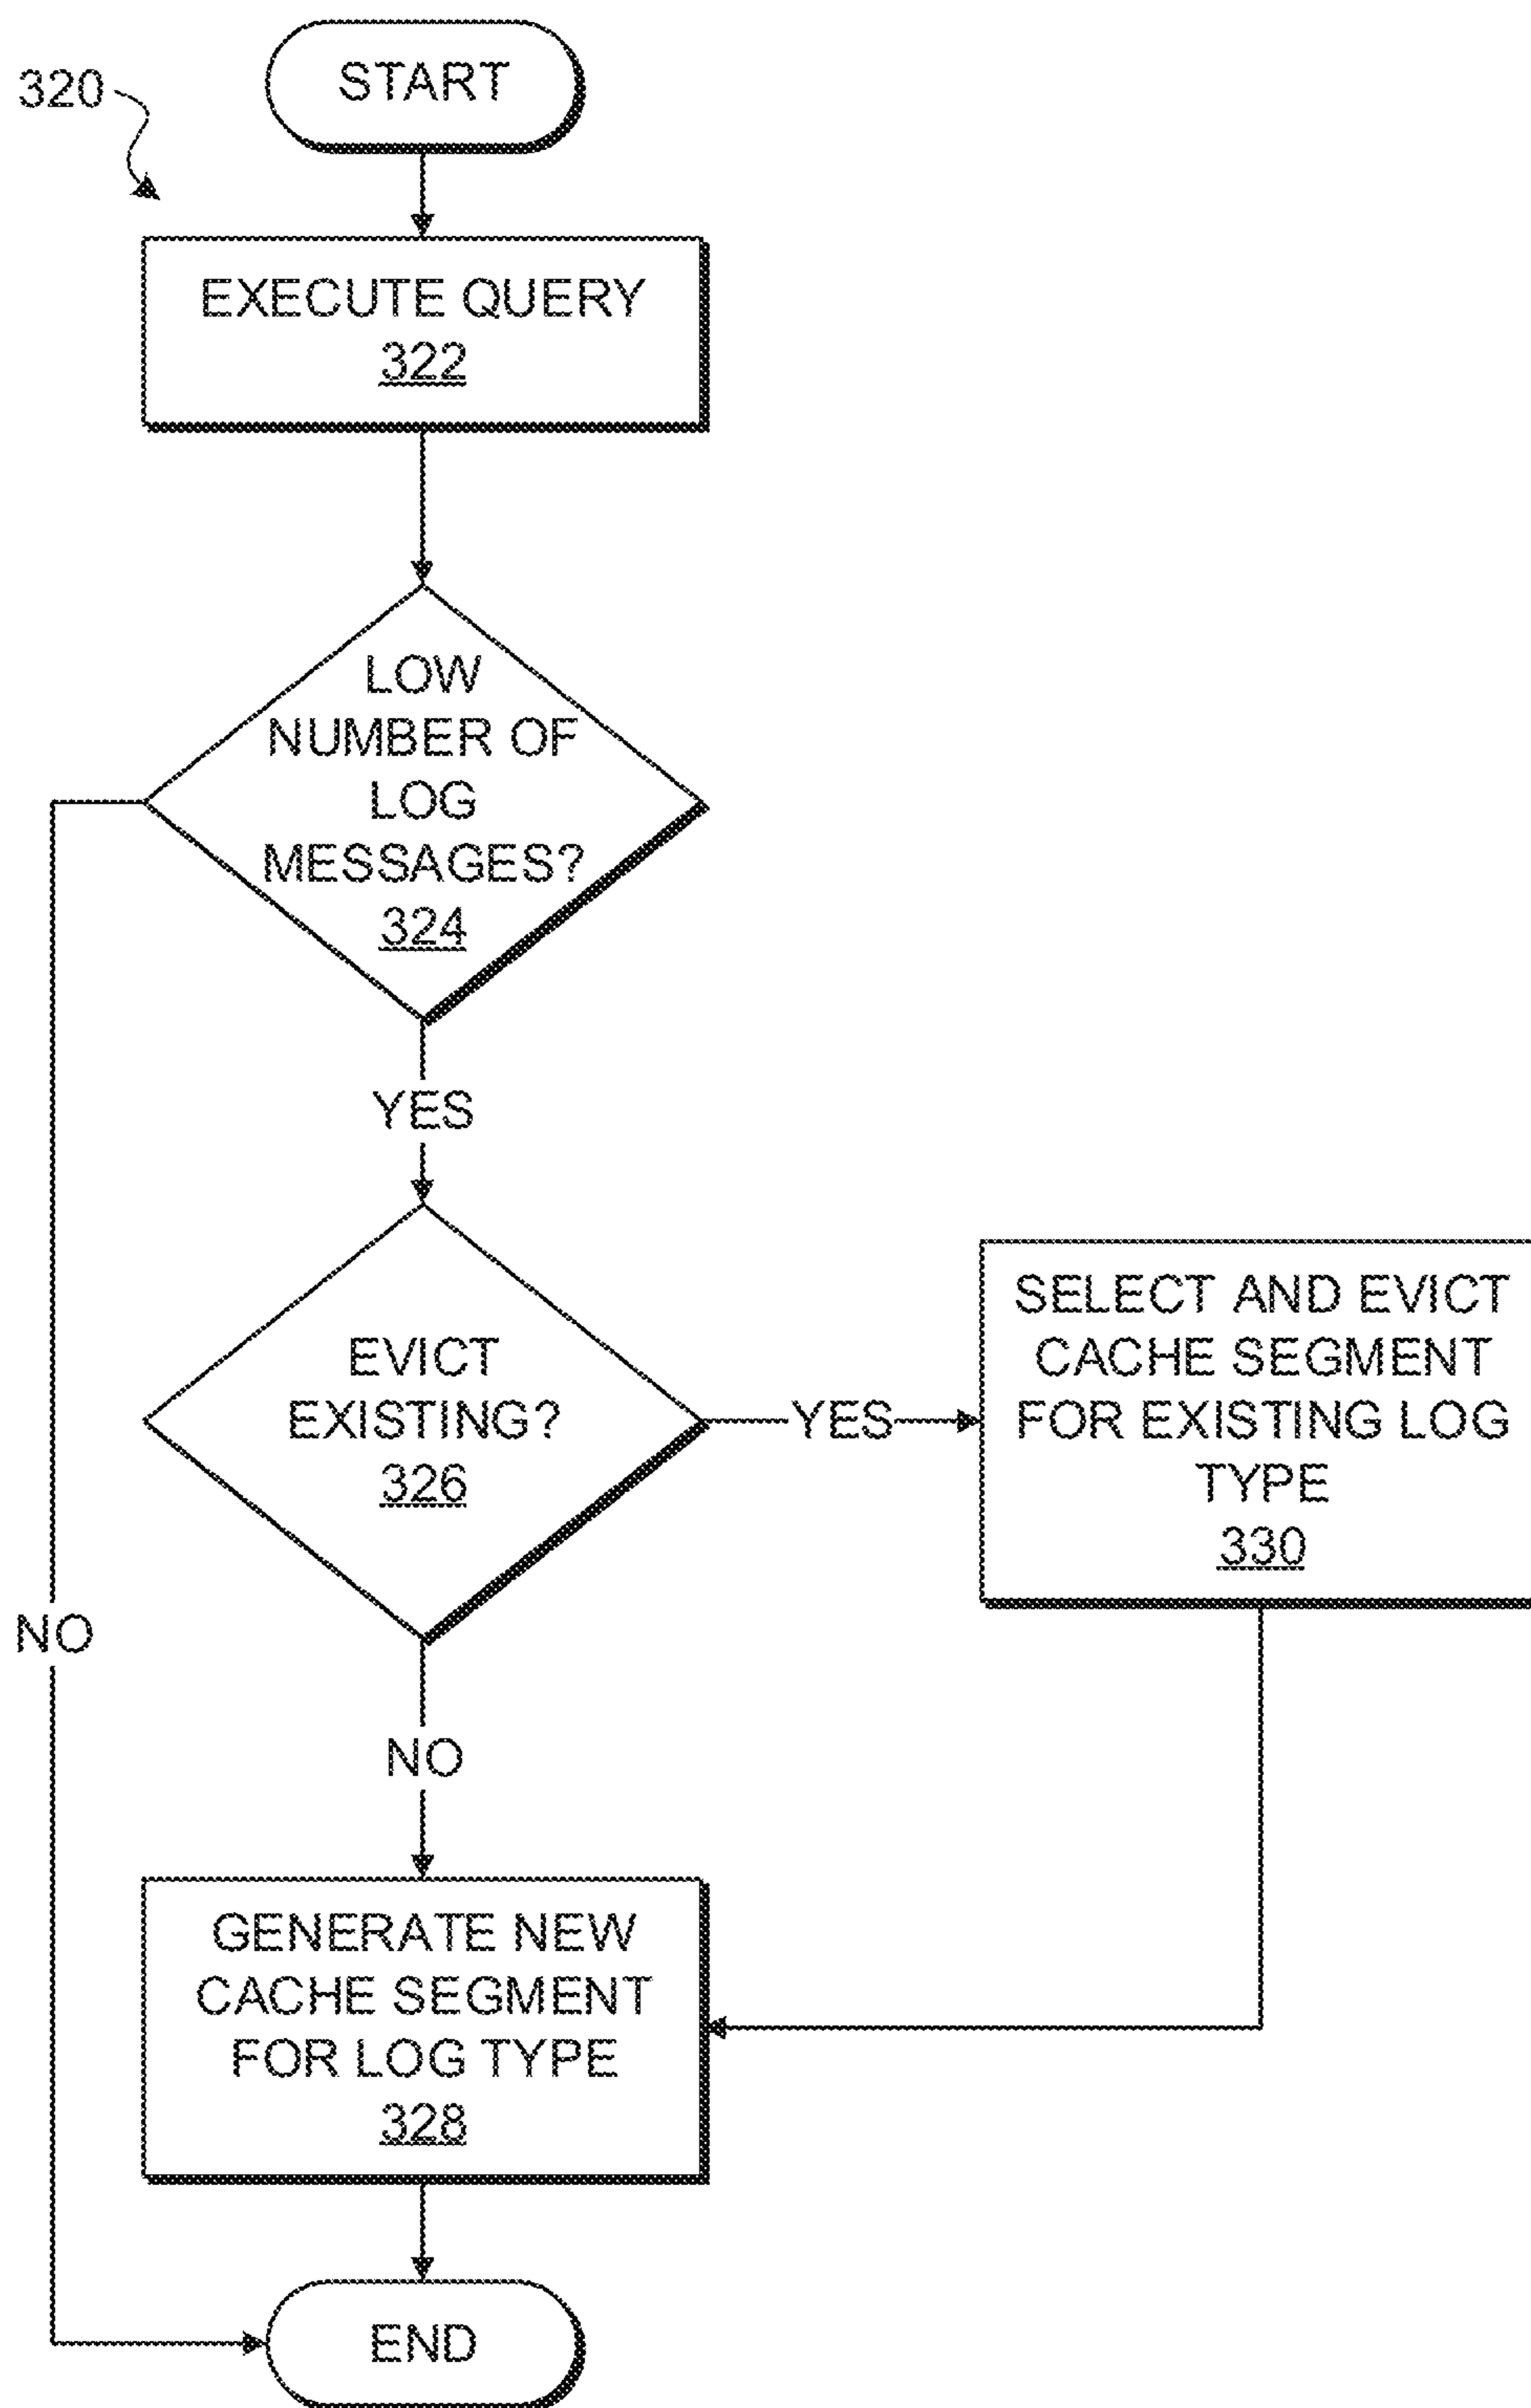 START
320
EXECUTE QUERY
322
LOW
NUMBER OF
LOG
MESSAGES?
324
YES
EVICT
EXISTING?
326
YES
SELECT AND EVICT
CACHE SEGMENT
FOR EXISTING LOG
TYPE
330
NO
NO
GENERATE NEW
CACHE SEGMENT
FOR LOG TYPE
328
END